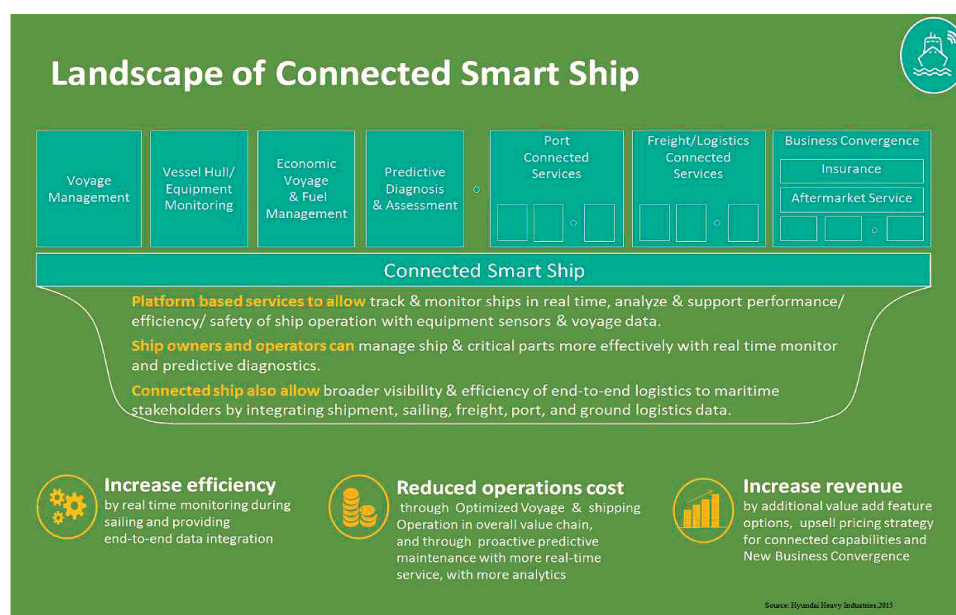 Landscape of Connected Smart Ship
Voyage
Management
Vessel Hull/
Equipment
Monitoring
Economic
Voyage
& Fuel
Management
Predictive
Diagnosis
& Assessment
Port
Connected
Services
Freight/Logistics
Connected
Services
Business Convergence
Insurance
Aftermarket Service
Connected Smart Ship
Platform based services to allow track & monitor ships in real time, analyze & support performance/
efficiency/ safety of ship operation with equipment sensors & voyage data.
Ship owners and operators can manage ship & critical parts more effectively with real time monitor
and predictive diagnostics.
Connected ship also allow broader visibility & efficiency of end-to-end logistics to maritime
stakeholders by integrating shipment, sailing, freight, port, and ground logistics data.
Increase efficiency
by real time monitoring during
sailing and providing
end-to-end data integration
Reduced operations cost
through Optimized Voyage & shipping
Operation in overall value chain,
and through proactive predictive
maintenance with more real-time
service, with more analytics
Increase revenue
by additional value add feature
options, upsell pricing strategy
for connected capabilities and
New Business Convergence
Source: Hyundai Heavy Industries,2015